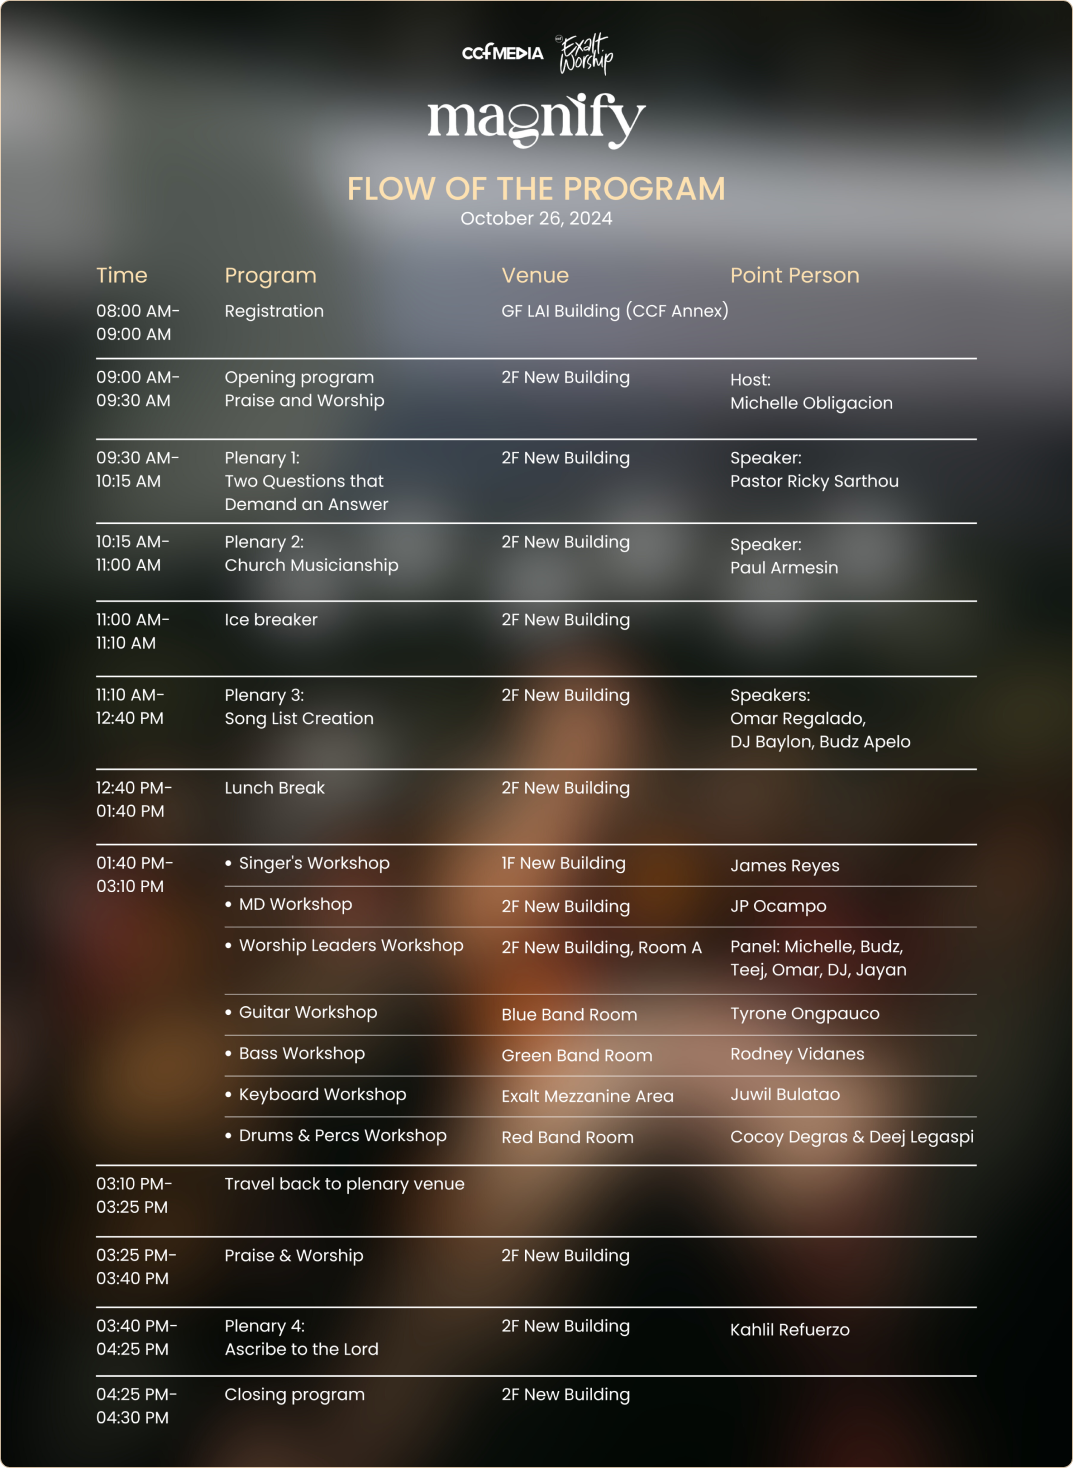 CCF MEDIA
Exalt
Worship
magnify
FLOW OF THE PROGRAM
October 26, 2024
Time Program Venue Point Person
08:00 AM- Registration GF LAI Building (CCF Annex)
09:00 AM
09:00 AM- Opening program 2F New Building Host:
09:30 AM Praise and Worship Michelle Obligacion
09:30 AM- Plenary 1: 2F New Building Speaker:
10:15 AM Two Questions that Pastor Ricky Sarthou
Demand an Answer
10:15 AM- Plenary 2: 2F New Building Speaker:
11:00 AM Church Musicianship Paul Armesin
11:00 AM- Ice breaker 2F New Building
11:10 AM
11:10 AM- Plenary 3: 2F New Building Speakers:
12:40 PM Song List Creation Omar Regalado,
DJ Baylon, Budz Apelo
12:40 PM- Lunch Break 2F New Building
01:40 PM
01:40 PM- • Singer's Workshop 1F New Building James Reyes
03:10 PM
• MD Workshop 2F New Building JP Ocampo
• Worship Leaders Workshop 2F New Building, Room A Panel: Michelle, Budz,
Teej, Omar, DJ, Jayan
• Guitar Workshop Blue Band Room Tyrone Ongpauco
• Bass Workshop Green Band Room Rodney Vidanes
• Keyboard Workshop Exalt Mezzanine Area Juwil Bulatao
• Drums & Percs Workshop Red Band Room Cocoy Degras & Deej Legaspi
03:10 PM- Travel back to plenary venue
03:25 PM
03:25 PM- Praise & Worship 2F New Building
03:40 PM
03:40 PM- Plenary 4: 2F New Building Kahlil Refuerzo
04:25 PM Ascribe to the Lord
04:25 PM- Closing program 2F New Building
04:30 PM